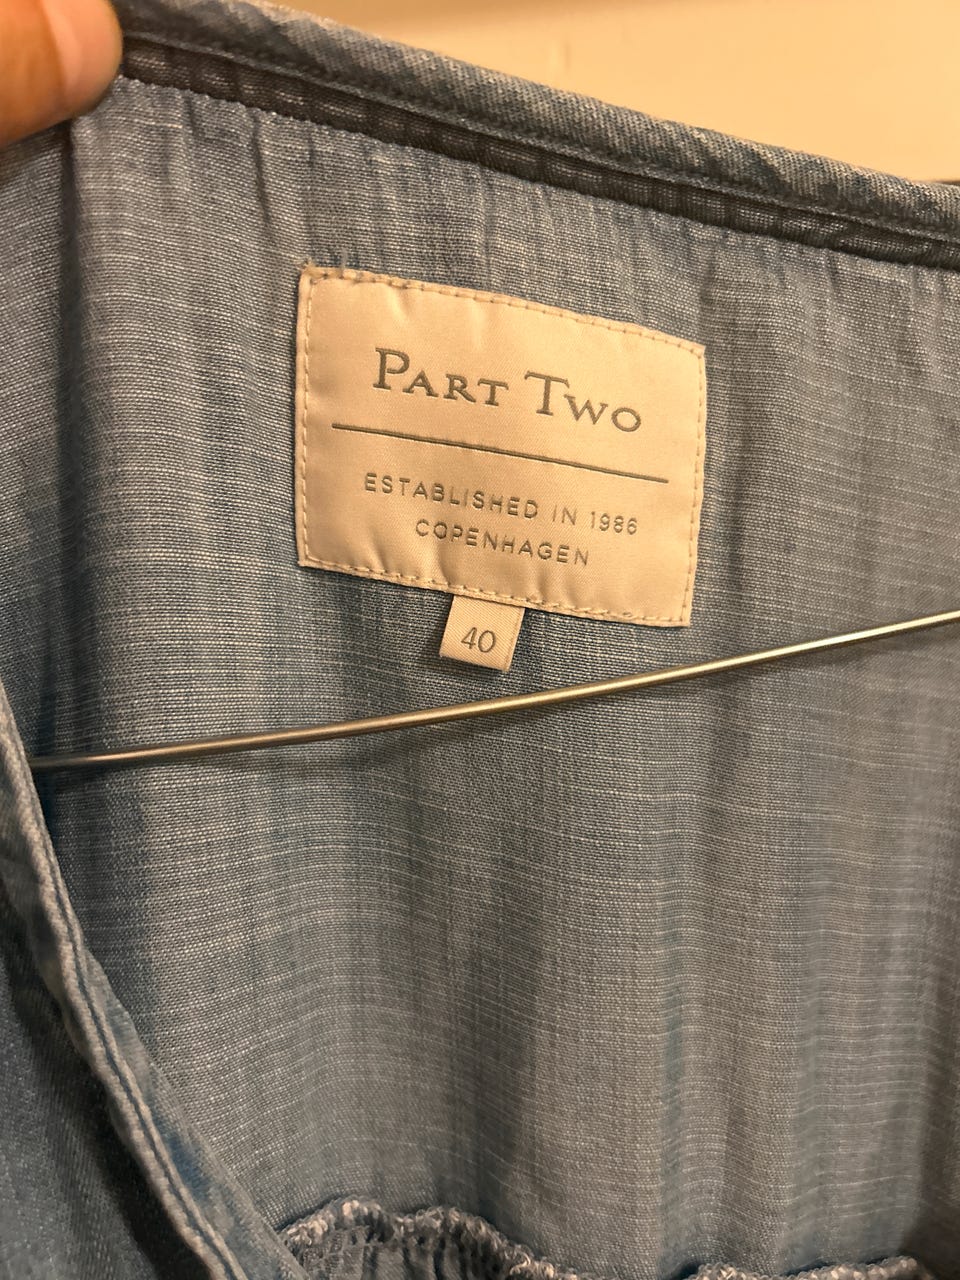 PART TWO
ESTABLISHED IN 1986
COPENHAGEN
40